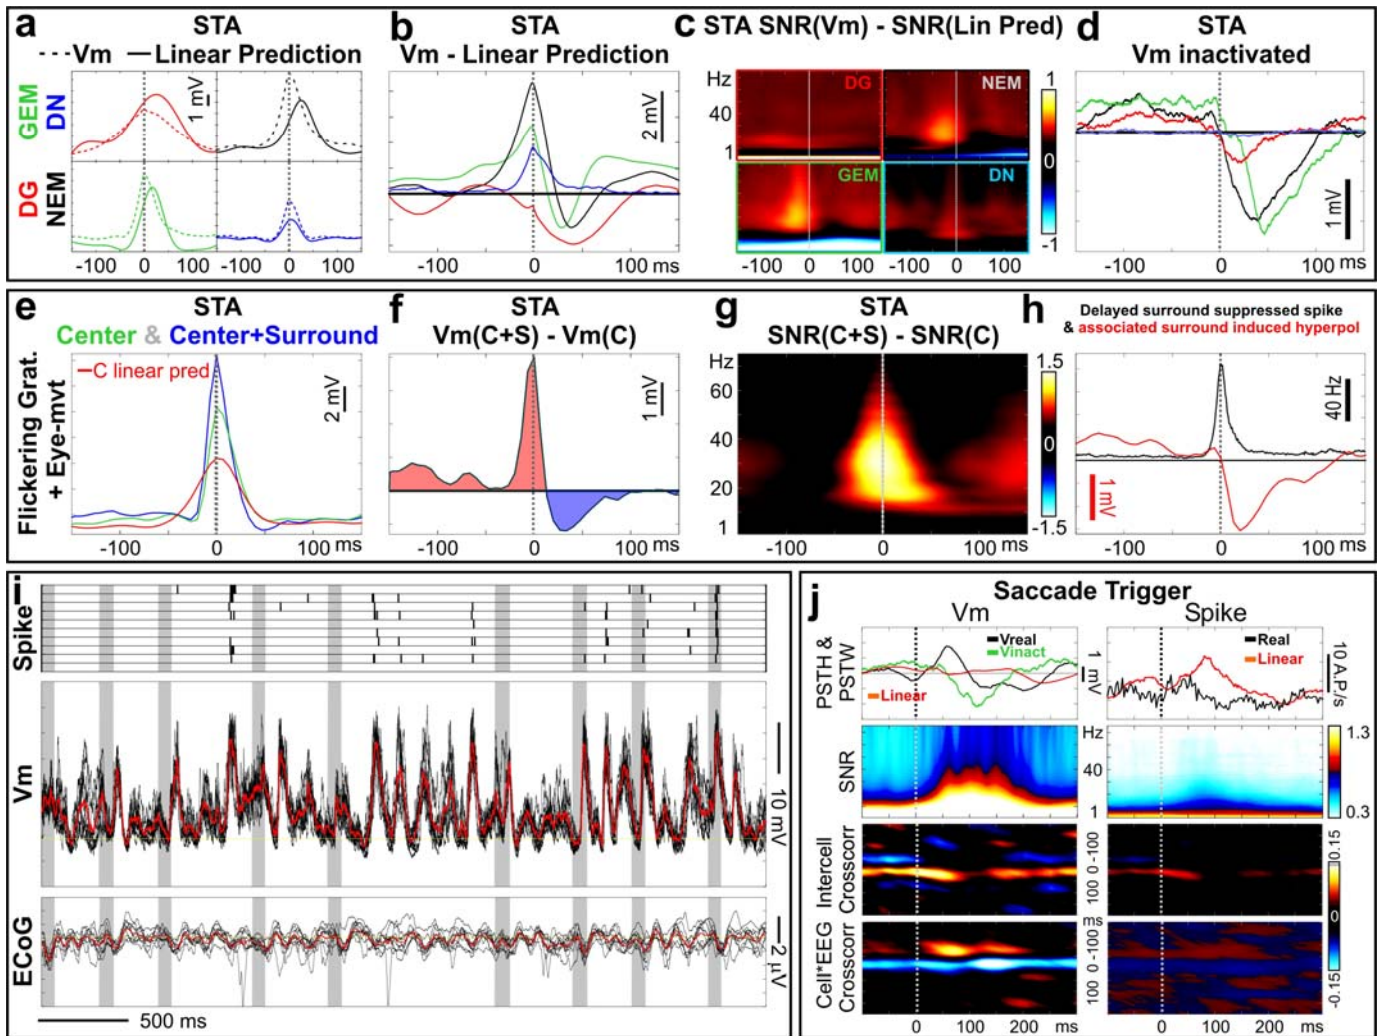 a STA
- - - Vm — Linear Prediction
GEM
DN
DG
NEM
1 mV
-100 0 100 -100 0 100
b STA
Vm - Linear Prediction
2 mV
-100 0 100 ms
c STA SNR(Vm) - SNR(Lin Pred)
Hz
40
1
DG
NEM
GEM
DN
1
0
-1
-100 0 100 -100 0 100
d STA
Vm inactivated
1 mV
-100 0 100 ms
Flickering Grat.
+ Eye-mvt
e STA
Center & Center+Surround
C linear pred
2 mV
-100 0 100 ms
f STA
Vm(C+S) - Vm(C)
1 mV
-100 0 100 ms
g STA
SNR(C+S) - SNR(C)
Hz
60
40
20
1
1.5
0
-1.5
-100 0 100 ms
h Delayed surround suppressed spike
& associated surround induced hyperpol
40 Hz
1 mV
-100 0 100 ms
i
Spike
Vm
10 mV
ECoG
2 µV
500 ms
j Saccade Trigger
Vm Spike
PSTH &
PSTW
Vreal
Vinact
Linear
1 mV
Real
Linear
10 A.P./s
SNR
Hz
40
1
1.3
0.3
Intercell
Crosscorr
100 0 -100
ms
0.15
0
-0.15
Cell*EEG
Crosscorr
100 0 -100
0 100 200 ms
0 100 200 ms